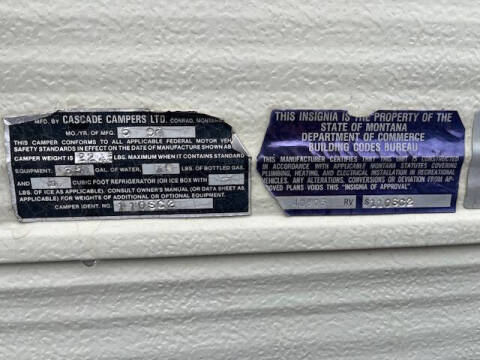 MFG. BY CASCADE CAMPERS LTD. CONRAD, MONTANA
MO./YR. OF MFG.
THIS CAMPER CONFORMS TO ALL APPLICABLE FEDERAL MOTOR VEH
SAFETY STANDARDS IN EFFECT ON THE DATE OF MANUFACTURE SHOWN AB
CAMPER WEIGHT IS LBS. MAXIMUM WHEN IT CONTAINS STANDARD
EQUIPMENT, GAL. OF WATER, LBS. OF BOTTLED GAS,
AND CUBIC FOOT REFRIGERATOR (OR ICE BOX WITH
LBS. OF ICE AS APPLICABLE). CONSULT OWNER'S MANUAL (OR DATA SHEET AS
APPLICABLE) FOR WEIGHTS OF ADDITIONAL OR OPTIONAL EQUIPMENT.
CAMPER IDENT. NO. 110SC2
THIS INSIGNIA IS THE PROPERTY OF THE
STATE OF MONTANA
DEPARTMENT OF COMMERCE
BUILDING CODES BUREAU
THIS MANUFACTURER CERTIFIES THAT THIS IS CONSTRUCTED
IN ACCORDANCE WITH APPLICABLE MONTANA STATUTES COVERING
PLUMBING, HEATING, AND ELECTRICAL INSTALLATION IN RECREATIONAL
VEHICLES. ANY ALTERATIONS, CONVERSIONS OR DEVIATION FROM AP-
PROVED PLANS VOIDS THIS "INSIGNIA OF APPROVAL".
RV S110SC2